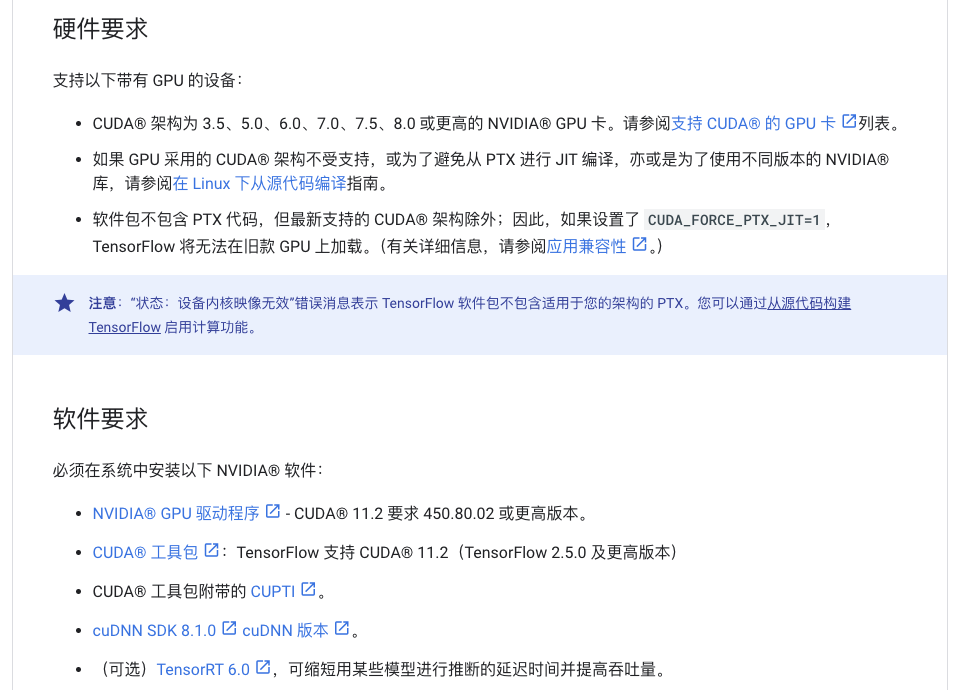 硬件要求
支持以下带有 GPU 的设备：
• CUDA® 架构为 3.5、5.0、6.0、7.0、7.5、8.0 或更高的 NVIDIA® GPU 卡。请参阅支持 CUDA® 的 GPU 卡列表。
• 如果 GPU 采用的 CUDA® 架构不受支持，或为了避免从 PTX 进行 JIT 编译，亦或是为了使用不同版本的 NVIDIA®
库，请参阅在 Linux 下从源代码编译指南。
• 软件包不包含 PTX 代码，但最新支持的 CUDA® 架构除外；因此，如果设置了 CUDA_FORCE_PTX_JIT=1，
TensorFlow 将无法在旧款 GPU 上加载。（有关详细信息，请参阅应用兼容性。）
注意：“状态：设备内核映像无效”错误消息表示 TensorFlow 软件包不包含适用于您的架构的 PTX。您可以通过从源代码构建
TensorFlow 启用计算功能。
软件要求
必须在系统中安装以下 NVIDIA® 软件：
• NVIDIA® GPU 驱动程序 - CUDA® 11.2 要求 450.80.02 或更高版本。
• CUDA® 工具包：TensorFlow 支持 CUDA® 11.2（TensorFlow 2.5.0 及更高版本）
• CUDA® 工具包附带的 CUPTI。
• cuDNN SDK 8.1.0 cuDNN 版本。
• （可选）TensorRT 6.0，可缩短用某些模型进行推断的延迟时间并提高吞吐量。